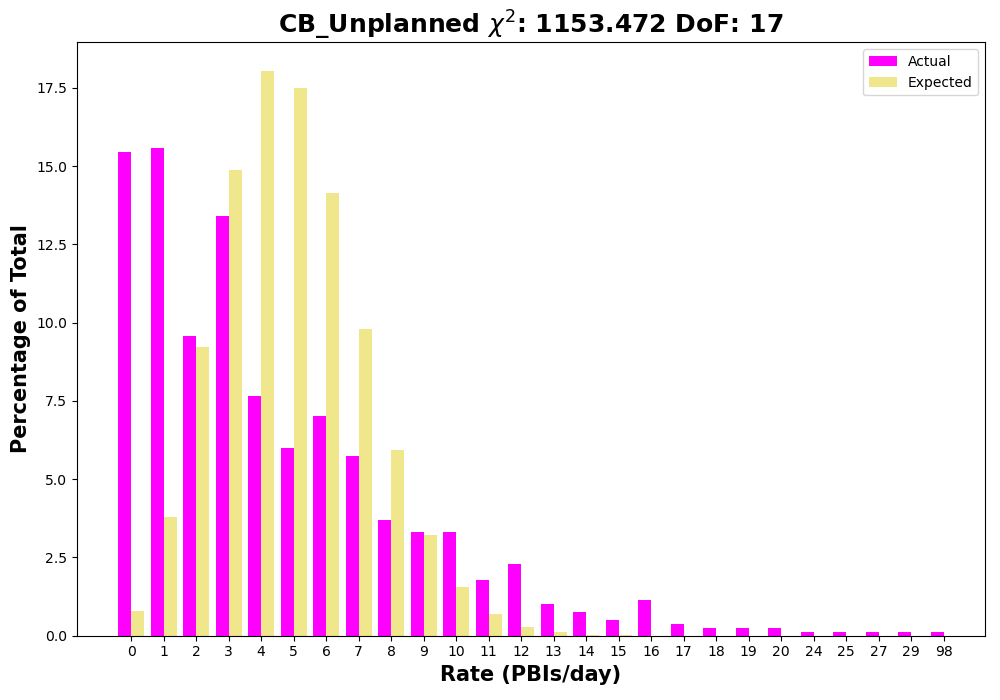 CB_Unplanned χ²: 1153.472 DoF: 17
Actual
Expected
Percentage of Total
17.5
15.0
12.5
10.0
7.5
5.0
2.5
0.0
0 1 2 3 4 5 6 7 8 9 10 11 12 13 14 15 16 17 18 19 20 24 25 27 29 98
Rate (PBIs/day)